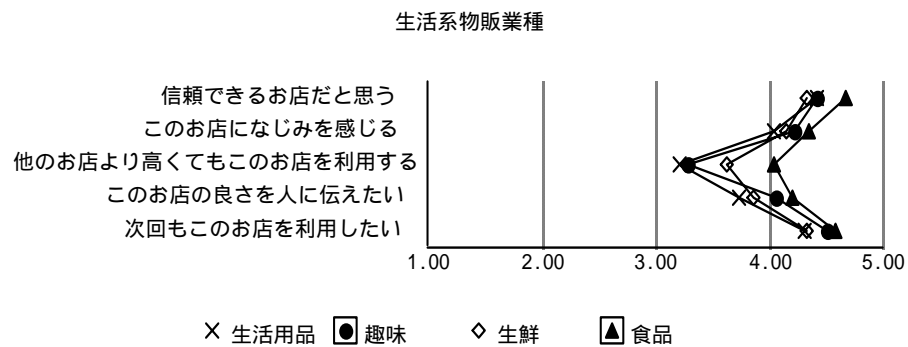 生活系物販業種
信頼できるお店だと思う
このお店になじみを感じる
他のお店より高くてもこのお店を利用する
このお店の良さを人に伝えたい
次回もこのお店を利用したい
1.00 2.00 3.00 4.00 5.00
生活用品 趣味 生鮮 食品